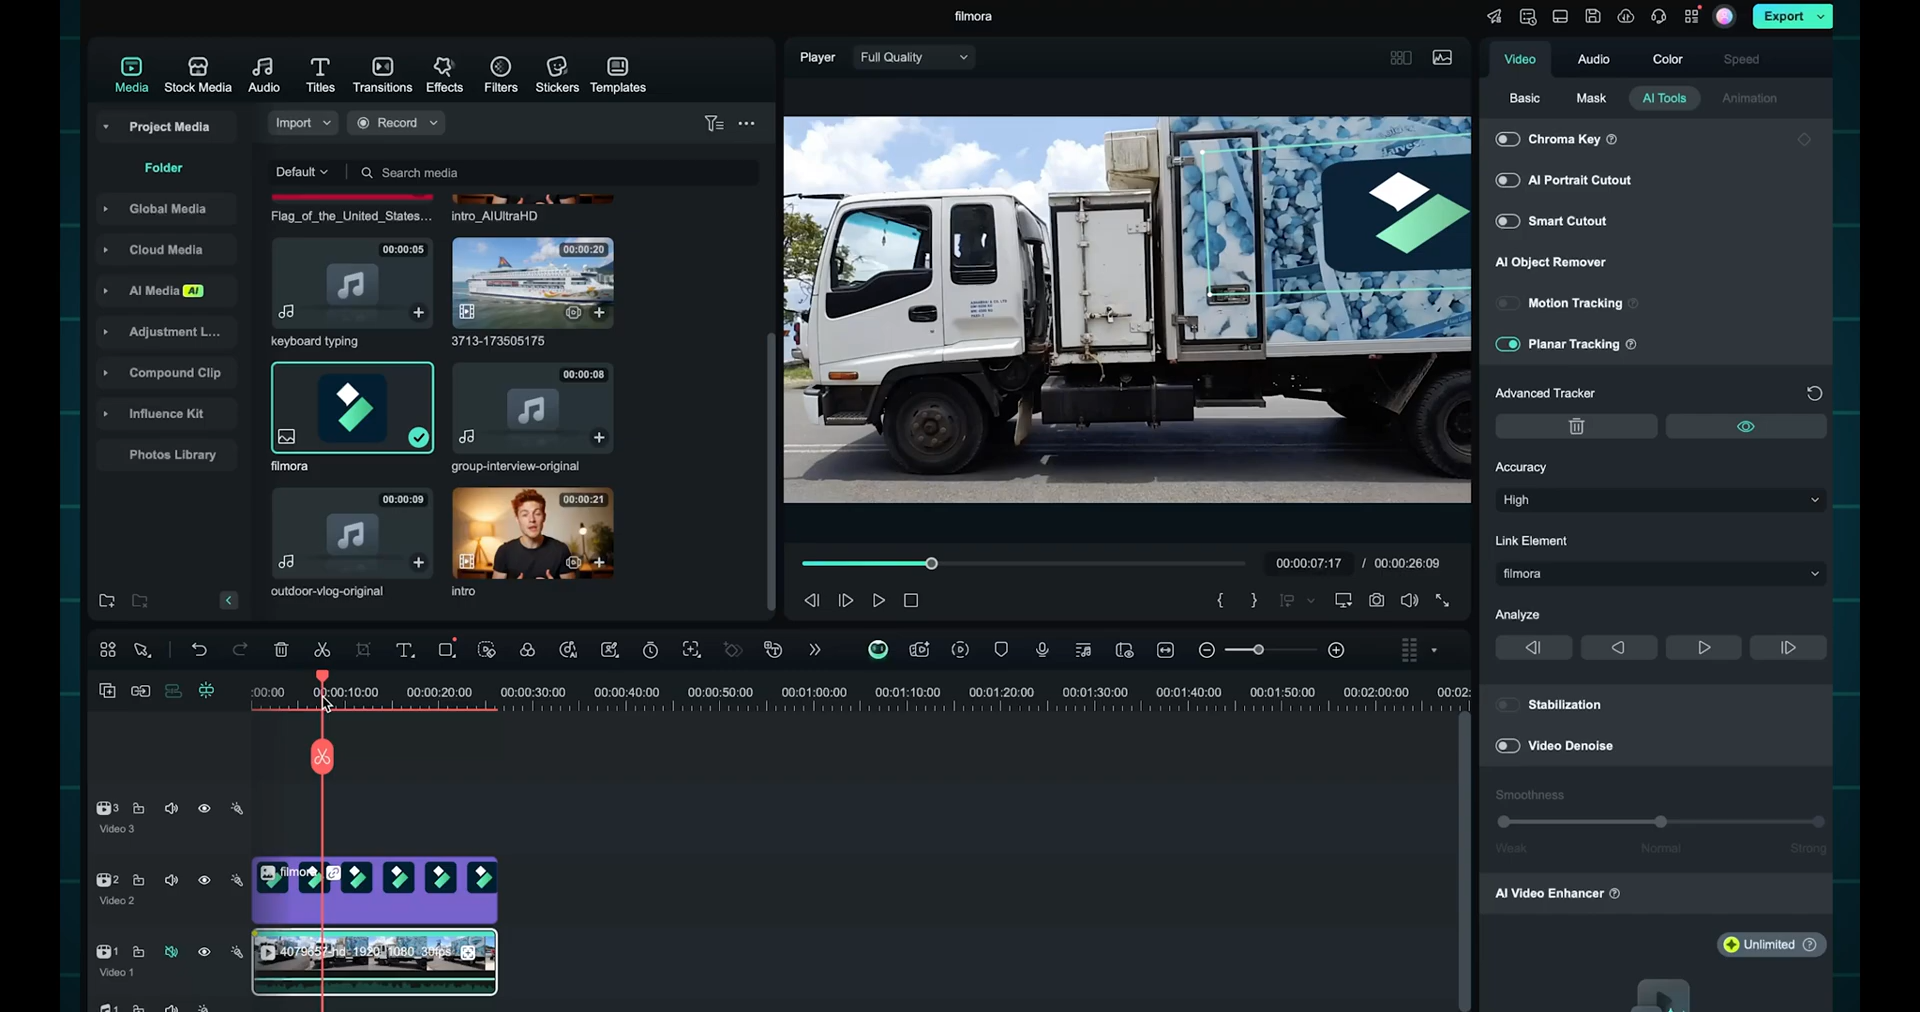 filmora
Export
Media
Stock Media
Audio
Titles
Transitions
Effects
Filters
Stickers
Templates
Player
Full Quality
Video
Audio
Color
Speed
Basic
Mask
AI Tools
Animation
Project Media
Folder
Global Media
Cloud Media
AI Media AI
Adjustment L...
Compound Clip
Influence Kit
Photos Library
Import
Record
Default
Search media
Flag_of_the_United_States...
intro_AIUltraHD
00:00:05
00:00:20
keyboard typing
3713-173505175
00:00:08
filmora
group-interview-original
00:00:09
00:00:21
outdoor-vlog-original
intro
Harvest
00:00:07:17 / 00:00:26:09
Chroma Key
AI Portrait Cutout
Smart Cutout
AI Object Remover
Motion Tracking
Planar Tracking
Advanced Tracker
Accuracy
High
Link Element
filmora
Analyze
Stabilization
Video Denoise
Smoothness
Weak
Normal
Strong
AI Video Enhancer
Unlimited
:00:00
00:00:10:00
00:00:20:00
00:00:30:00
00:00:40:00
00:00:50:00
00:01:00:00
00:01:10:00
00:01:20:00
00:01:30:00
00:01:40:00
00:01:50:00
00:02:00:00
00:02:
3
Video 3
2
Video 2
filmora
1
Video 1
4079657-hd_1920_1080_30fps
1